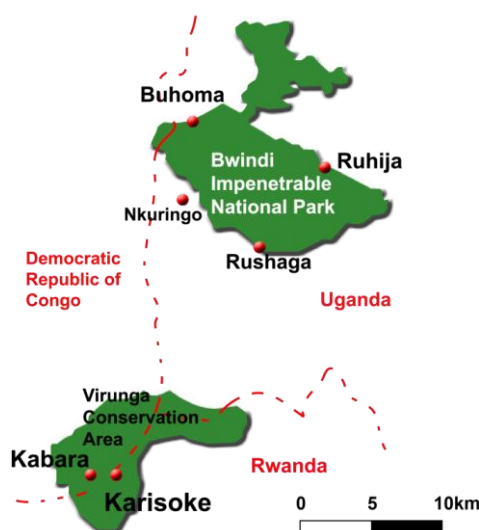 Buhoma
Bwindi
Impenetrable
National Park
Ruhija
Nkuringo
Rushaga
Democratic
Republic of
Congo
Uganda
Virunga
Conservation
Area
Kabara
Karisoke
Rwanda
0 5 10km